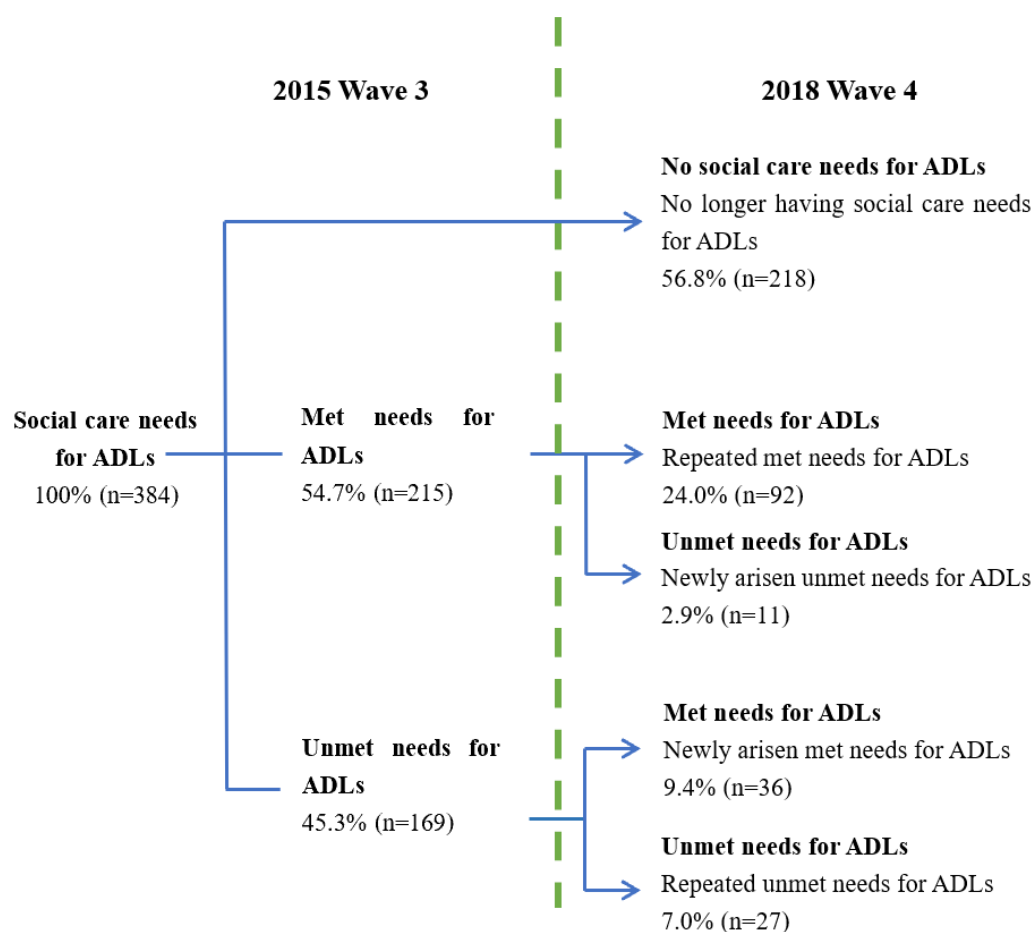 2015 Wave 3
2018 Wave 4
No social care needs for ADLs
No longer having social care needs
for ADLs
56.8% (n=218)
Social care needs
for ADLs
100% (n=384)
Met needs for
ADLs
54.7% (n=215)
Met needs for ADLs
Repeated met needs for ADLs
24.0% (n=92)
Unmet needs for ADLs
Newly arisen unmet needs for ADLs
2.9% (n=11)
Unmet needs for
ADLs
45.3% (n=169)
Met needs for ADLs
Newly arisen met needs for ADLs
9.4% (n=36)
Unmet needs for ADLs
Repeated unmet needs for ADLs
7.0% (n=27)